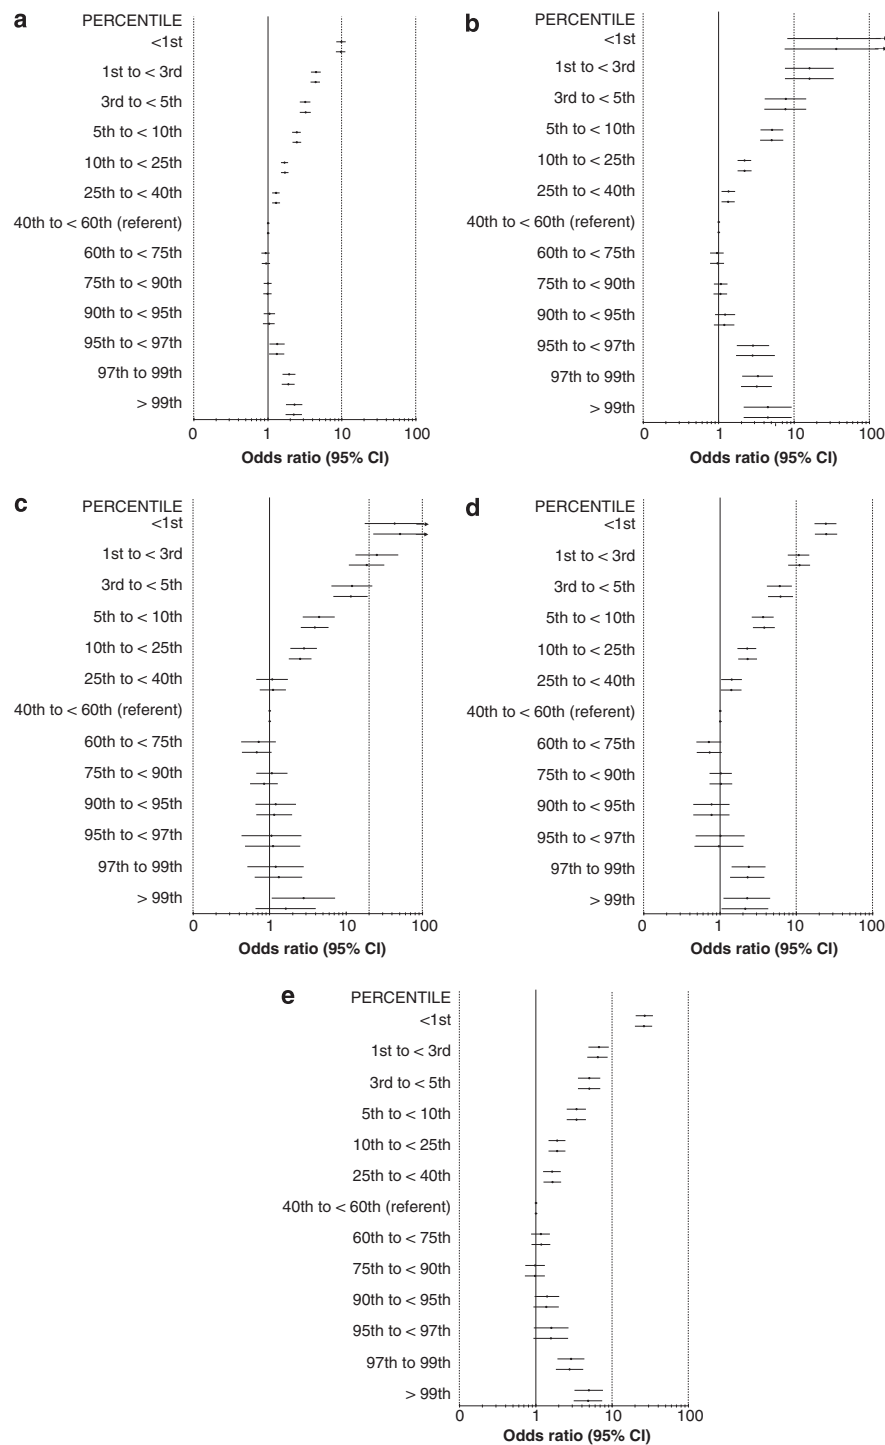 a
PERCENTILE
<1st
1st to < 3rd
3rd to < 5th
5th to < 10th
10th to < 25th
25th to < 40th
40th to < 60th (referent)
60th to < 75th
75th to < 90th
90th to < 95th
95th to < 97th
97th to 99th
> 99th
0 1 10 100
Odds ratio (95% CI)
b
PERCENTILE
<1st
1st to < 3rd
3rd to < 5th
5th to < 10th
10th to < 25th
25th to < 40th
40th to < 60th (referent)
60th to < 75th
75th to < 90th
90th to < 95th
95th to < 97th
97th to 99th
> 99th
0 1 10 100
Odds ratio (95% CI)
c
PERCENTILE
<1st
1st to < 3rd
3rd to < 5th
5th to < 10th
10th to < 25th
25th to < 40th
40th to < 60th (referent)
60th to < 75th
75th to < 90th
90th to < 95th
95th to < 97th
97th to 99th
> 99th
0 1 10 100
Odds ratio (95% CI)
d
PERCENTILE
<1st
1st to < 3rd
3rd to < 5th
5th to < 10th
10th to < 25th
25th to < 40th
40th to < 60th (referent)
60th to < 75th
75th to < 90th
90th to < 95th
95th to < 97th
97th to 99th
> 99th
0 1 10 100
Odds ratio (95% CI)
e
PERCENTILE
<1st
1st to < 3rd
3rd to < 5th
5th to < 10th
10th to < 25th
25th to < 40th
40th to < 60th (referent)
60th to < 75th
75th to < 90th
90th to < 95th
95th to < 97th
97th to 99th
> 99th
0 1 10 100
Odds ratio (95% CI)